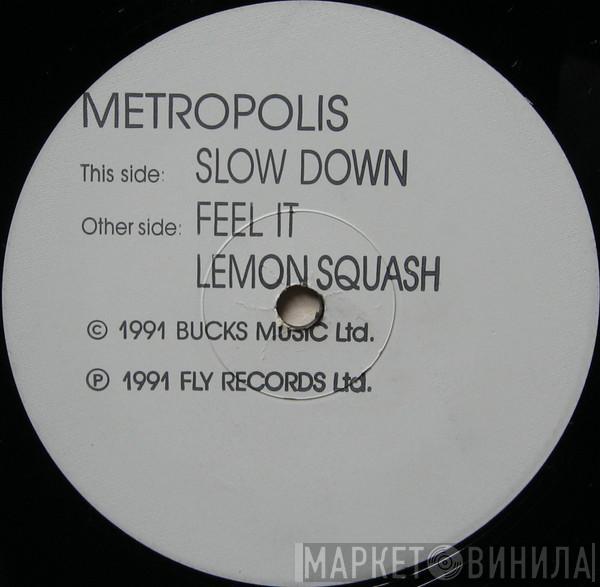 METROPOLIS
This side: SLOW DOWN
Other side: FEEL IT
LEMON SQUASH
© 1991 BUCKS MUSIC Ltd.
℗ 1991 FLY RECORDS Ltd.
МАРКЕТ ВИНИЛА